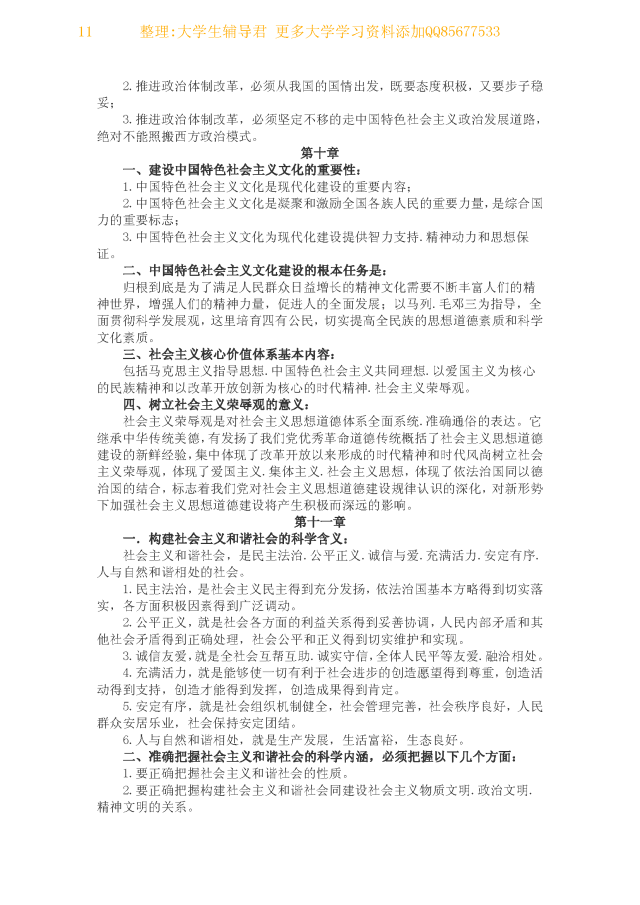 11 整理:大学生辅导君 更多大学学习资料添加QQ85677533
2.推进政治体制改革，必须从我国的国情出发，既要态度积极，又要步子稳
妥；
3.推进政治体制改革，必须坚定不移的走中国特色社会主义政治发展道路，
绝对不能照搬西方政治模式。
第十章
一、建设中国特色社会主义文化的重要性：
1.中国特色社会主义文化是现代化建设的重要内容；
2.中国特色社会主义文化是凝聚和激励全国各族人民的重要力量，是综合国
力的重要标志；
3.中国特色社会主义文化为现代化建设提供智力支持.精神动力和思想保
证。
二、中国特色社会主义文化建设的根本任务是：
归根到底是为了满足人民群众日益增长的精神文化需要不断丰富人们的精
神世界，增强人们的精神力量，促进人的全面发展；以马列.毛邓三为指导，全
面贯彻科学发展观，这里培育四有公民，切实提高全民族的思想道德素质和科学
文化素质。
三、社会主义核心价值体系基本内容：
包括马克思主义指导思想.中国特色社会主义共同理想.以爱国主义为核心
的民族精神和以改革开放创新为核心的时代精神.社会主义荣辱观。
四、树立社会主义荣辱观的意义：
社会主义荣辱观是对社会主义思想道德体系全面系统.准确通俗的表达。它
继承中华传统美德，有发扬了我们党优秀革命道德传统概括了社会主义思想道德
建设的新鲜经验，集中体现了改革开放以来形成的时代精神和时代风尚树立社会
主义荣辱观，体现了爱国主义.集体主义.社会主义思想，体现了依法治国同以德
治国的结合，标志着我们党对社会主义思想道德建设规律认识的深化，对新形势
下加强社会主义思想道德建设将产生积极而深远的影响。
第十一章
一．构建社会主义和谐社会的科学含义：
社会主义和谐社会，是民主法治.公平正义.诚信与爱.充满活力.安定有序.
人与自然和谐相处的社会。
1.民主法治，是社会主义民主得到充分发扬，依法治国基本方略得到切实落
实，各方面积极因素得到广泛调动。
2.公平正义，就是社会各方面的利益关系得到妥善协调，人民内部矛盾和其
他社会矛盾得到正确处理，社会公平和正义得到切实维护和实现。
3.诚信友爱，就是全社会互帮互助.诚实守信，全体人民平等友爱.融洽相处。
4.充满活力，就是能够使一切有利于社会进步的创造愿望得到尊重，创造活
动得到支持，创造才能得到发挥，创造成果得到肯定。
5.安定有序，就是社会组织机制健全，社会管理完善，社会秩序良好，人民
群众安居乐业，社会保持安定团结。
6.人与自然和谐相处，就是生产发展，生活富裕，生态良好。
二、准确把握社会主义和谐社会的科学内涵，必须把握以下几个方面：
1.要正确把握社会主义和谐社会的性质。
2.要正确把握构建社会主义和谐社会同建设社会主义物质文明.政治文明.
精神文明的关系。